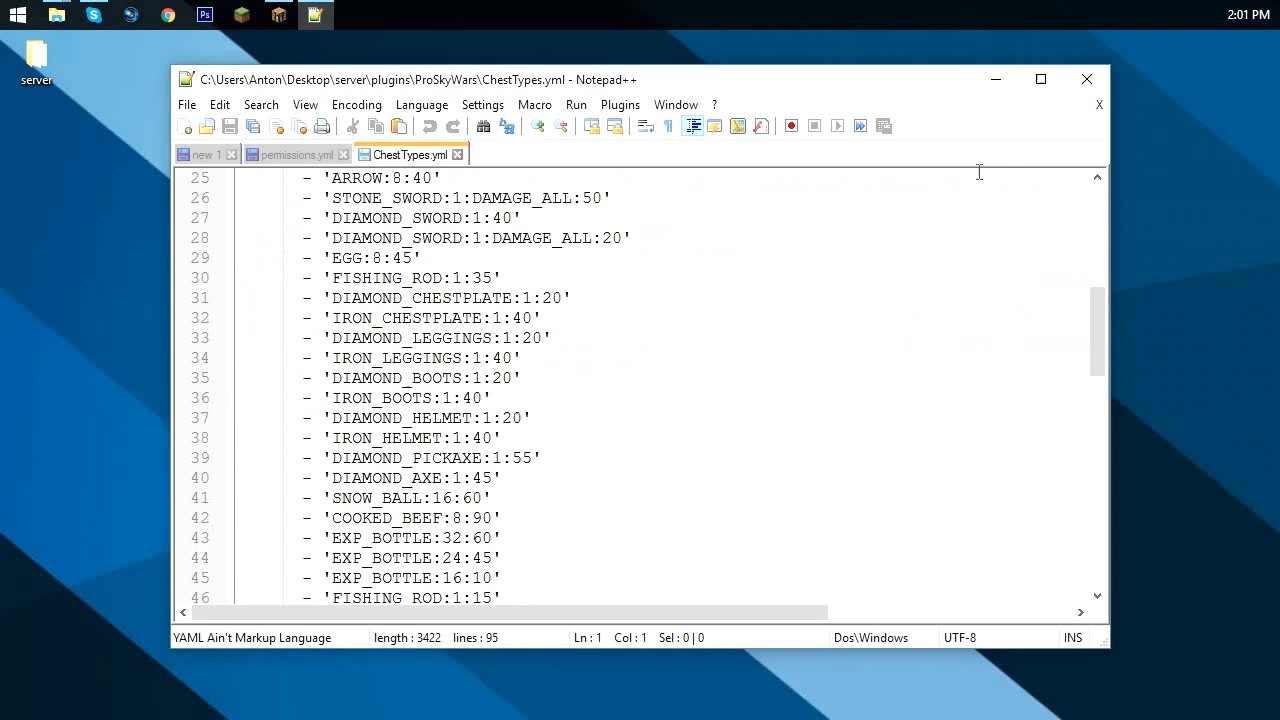 Ps
2:01 PM
server
C:\Users\Anton\Desktop\server\plugins\ProSkyWars\ChestTypes.yml - Notepad++
File Edit Search View Encoding Language Settings Macro Run Plugins Window ? X
new 1 permissions.yml ChestTypes.yml
25 - 'ARROW:8:40'
26 - 'STONE_SWORD:1:DAMAGE_ALL:50'
27 - 'DIAMOND_SWORD:1:40'
28 - 'DIAMOND_SWORD:1:DAMAGE_ALL:20'
29 - 'EGG:8:45'
30 - 'FISHING_ROD:1:35'
31 - 'DIAMOND_CHESTPLATE:1:20'
32 - 'IRON_CHESTPLATE:1:40'
33 - 'DIAMOND_LEGGINGS:1:20'
34 - 'IRON_LEGGINGS:1:40'
35 - 'DIAMOND_BOOTS:1:20'
36 - 'IRON_BOOTS:1:40'
37 - 'DIAMOND_HELMET:1:20'
38 - 'IRON_HELMET:1:40'
39 - 'DIAMOND_PICKAXE:1:55'
40 - 'DIAMOND_AXE:1:45'
41 - 'SNOW_BALL:16:60'
42 - 'COOKED_BEEF:8:90'
43 - 'EXP_BOTTLE:32:60'
44 - 'EXP_BOTTLE:24:45'
45 - 'EXP_BOTTLE:16:10'
46 - 'FISHING_ROD:1:15'
YAML Ain't Markup Language length : 3422 lines : 95 Ln : 1 Col : 1 Sel : 0 | 0 Dos\Windows UTF-8 INS